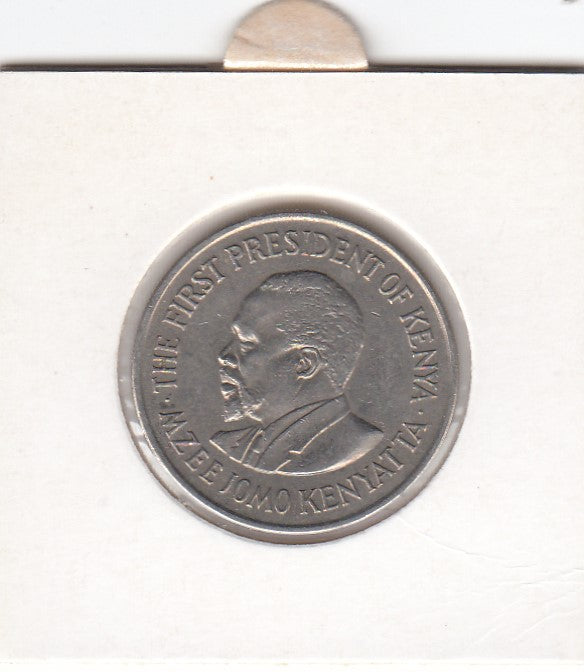 THE FIRST PRESIDENT OF KENYA
· MZEE JOMO KENYATTA ·